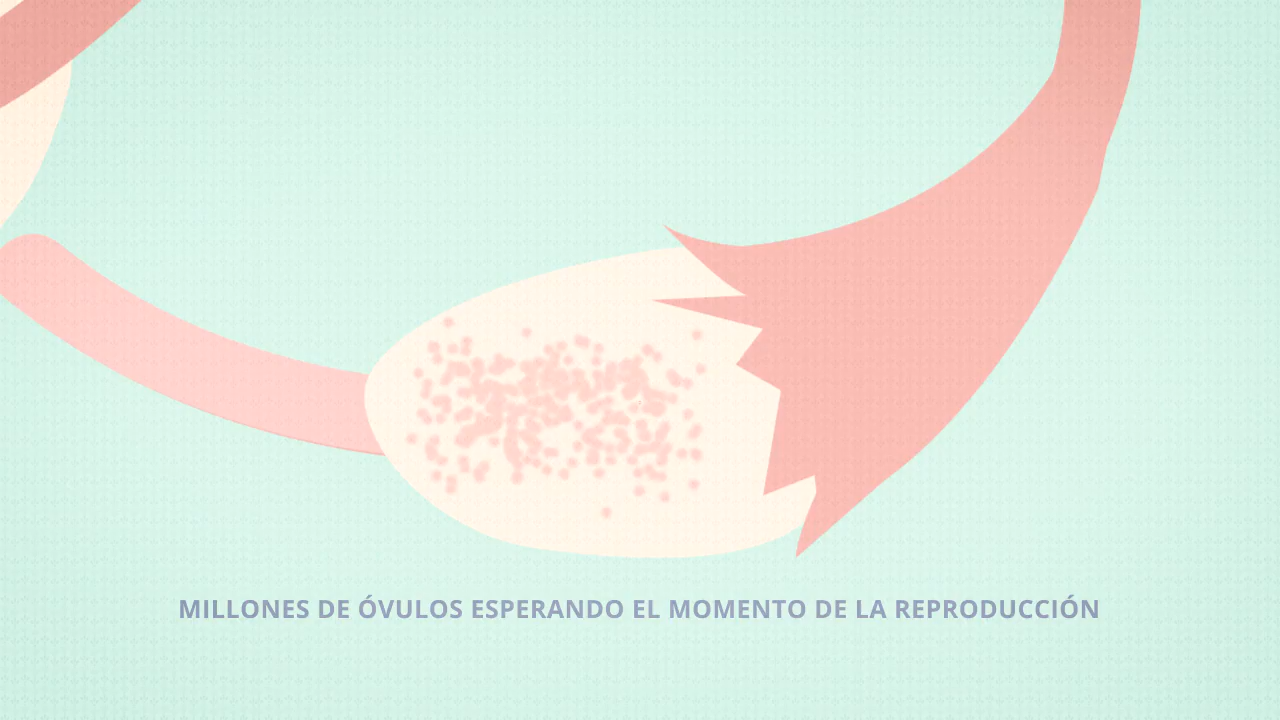 MILLONES DE ÓVULOS ESPERANDO EL MOMENTO DE LA REPRODUCCIÓN